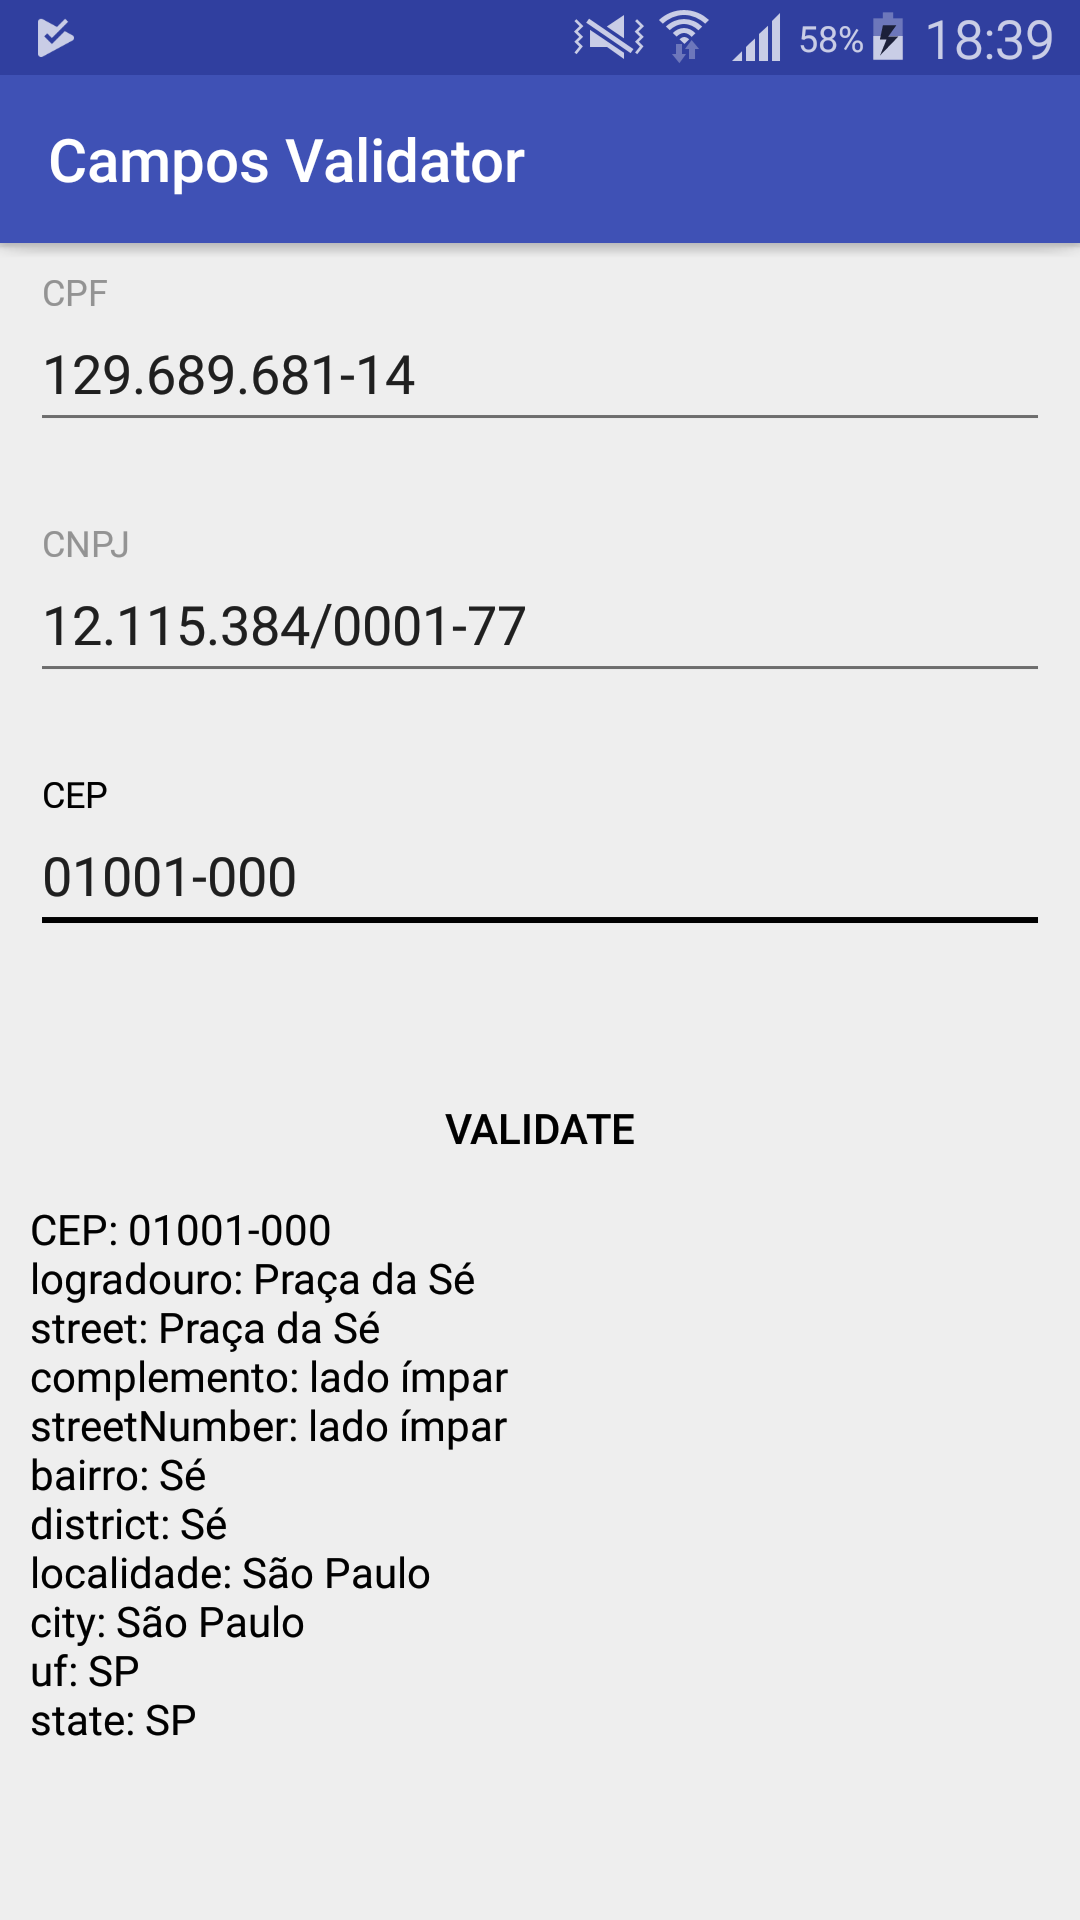 58% 18:39
Campos Validator
CPF
129.689.681-14
CNPJ
12.115.384/0001-77
CEP
01001-000
VALIDATE
CEP: 01001-000
logradouro: Praça da Sé
street: Praça da Sé
complemento: lado ímpar
streetNumber: lado ímpar
bairro: Sé
district: Sé
localidade: São Paulo
city: São Paulo
uf: SP
state: SP